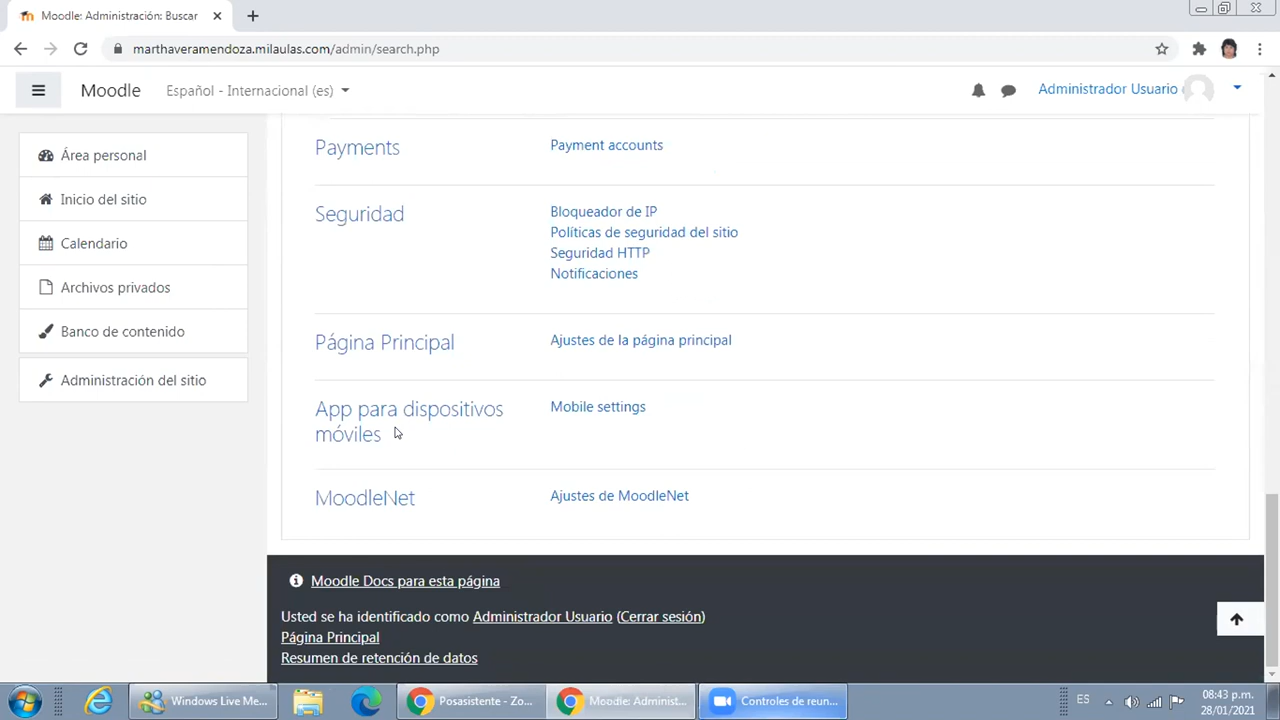 Moodle: Administración: Buscar
marthaveramendoza.milaulas.com/admin/search.php
Moodle
Español - Internacional (es)
Administrador Usuario
Área personal
Inicio del sitio
Calendario
Archivos privados
Banco de contenido
Administración del sitio
Payments
Payment accounts
Seguridad
Bloqueador de IP
Políticas de seguridad del sitio
Seguridad HTTP
Notificaciones
Página Principal
Ajustes de la página principal
App para dispositivos
móviles
Mobile settings
MoodleNet
Ajustes de MoodleNet
Moodle Docs para esta página
Usted se ha identificado como Administrador Usuario (Cerrar sesión)
Página Principal
Resumen de retención de datos
Windows Live Me...
Posasistente - Zo...
Moodle: Administ...
Controles de reun...
ES
08:43 p.m.
28/01/2021